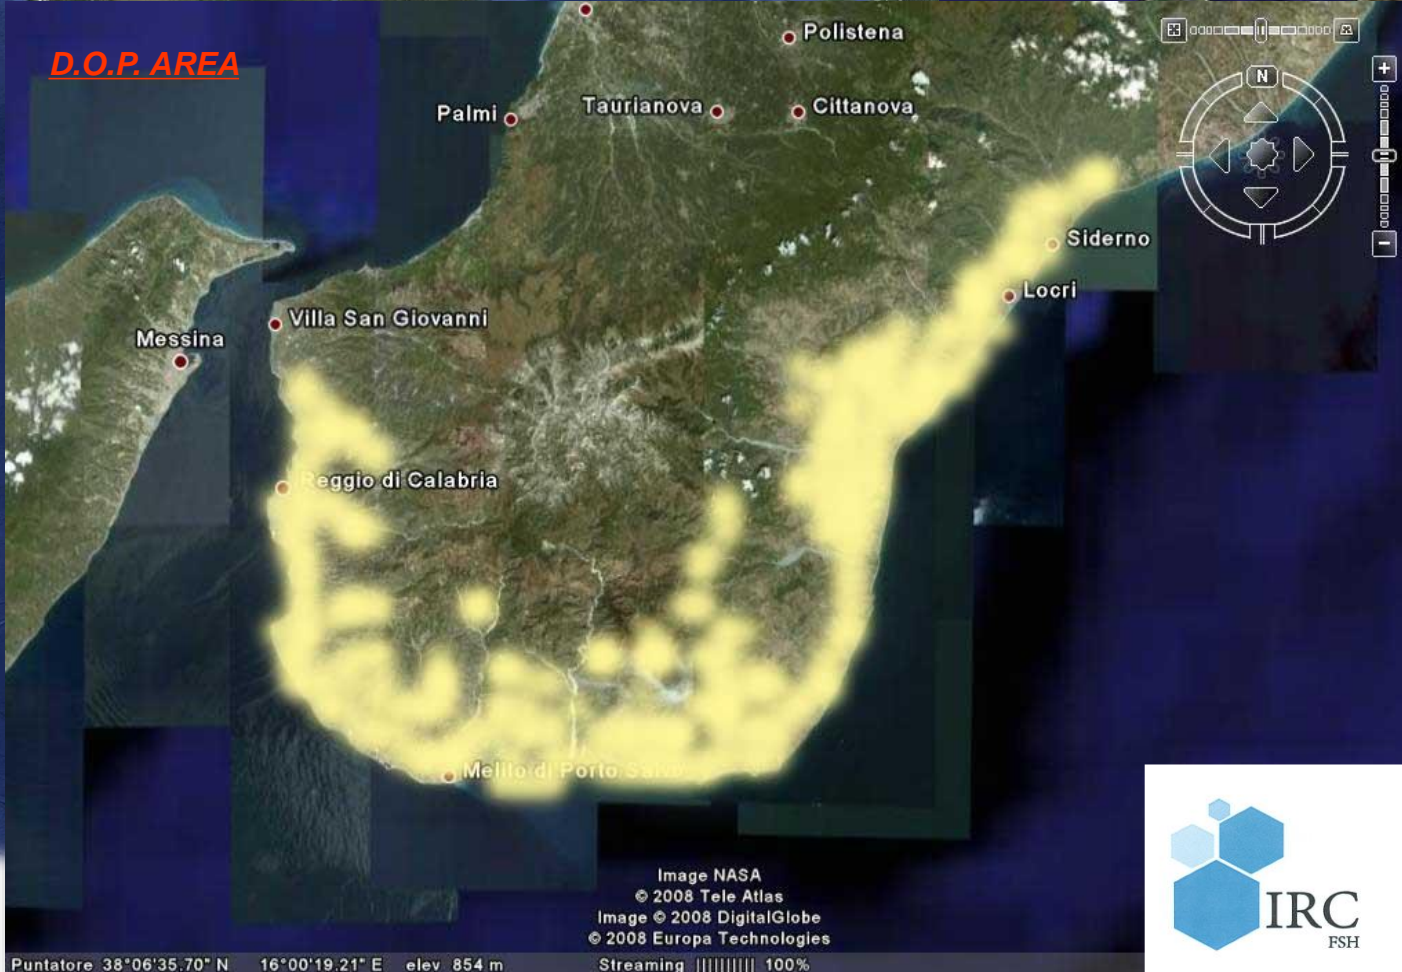 D.O.P. AREA
Polistena
Palmi
Taurianova
Cittanova
N
Siderno
Locri
Villa San Giovanni
Messina
Reggio di Calabria
Melito di Porto Salvo
Image NASA
© 2008 Tele Atlas
Image © 2008 DigitalGlobe
© 2008 Europa Technologies
IRC
FSH
Puntatore 38°06'35.70" N 16°00'19.21" E elev 854 m Streaming |||||||||| 100%